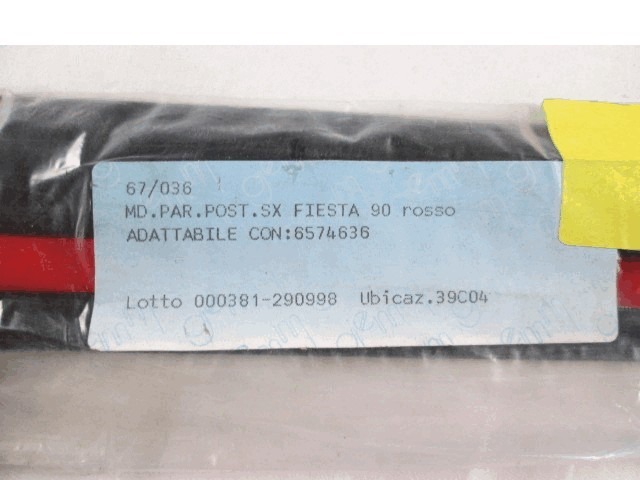 67/036
MD.PAR.POST.SX FIESTA 90 rosso
ADATTABILE CON:6574636
Lotto 000381-290998 Ubicaz.39C04